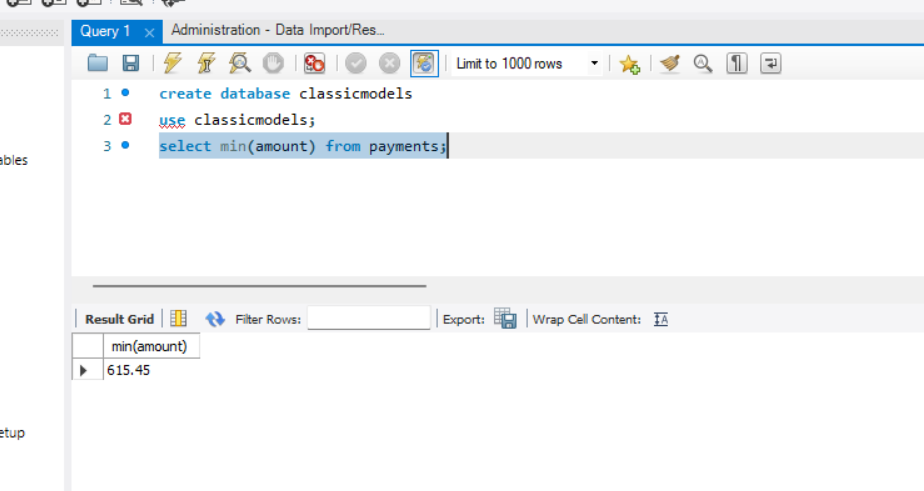 Query 1
Administration - Data Import/Res...
Limit to 1000 rows
1 create database classicmodels
2 use classicmodels;
3 select min(amount) from payments;
ables
Result Grid
Filter Rows:
Export:
Wrap Cell Content:
min(amount)
615.45
etup